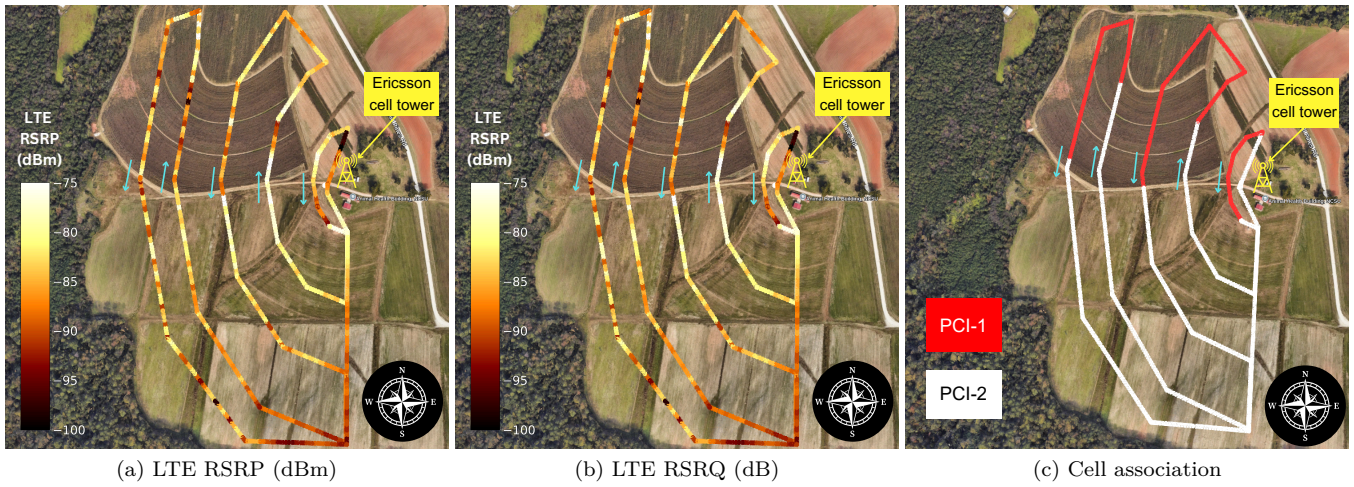 Ericsson
cell tower
LTE
RSRP
(dBm)
−75
−80
−85
−90
−95
−100
N
W E
S
(a) LTE RSRP (dBm)
Ericsson
cell tower
LTE
RSRP
(dBm)
−75
−80
−85
−90
−95
−100
N
W E
S
(b) LTE RSRQ (dB)
Ericsson
cell tower
PCI-1
PCI-2
N
W E
S
(c) Cell association